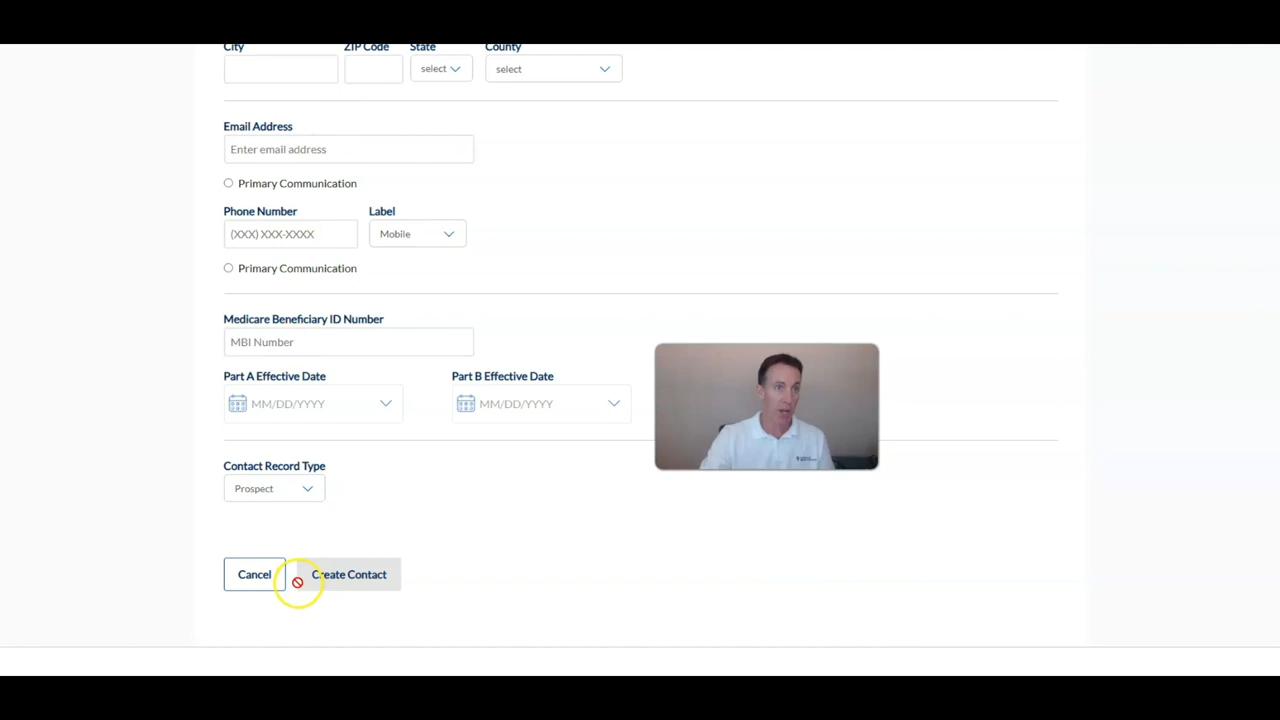 City ZIP Code State County
select select
Email Address
Enter email address
Primary Communication
Phone Number Label
(XXX) XXX-XXXX Mobile
Primary Communication
Medicare Beneficiary ID Number
MBI Number
Part A Effective Date Part B Effective Date
MM/DD/YYYY MM/DD/YYYY
Contact Record Type
Prospect
Cancel Create Contact